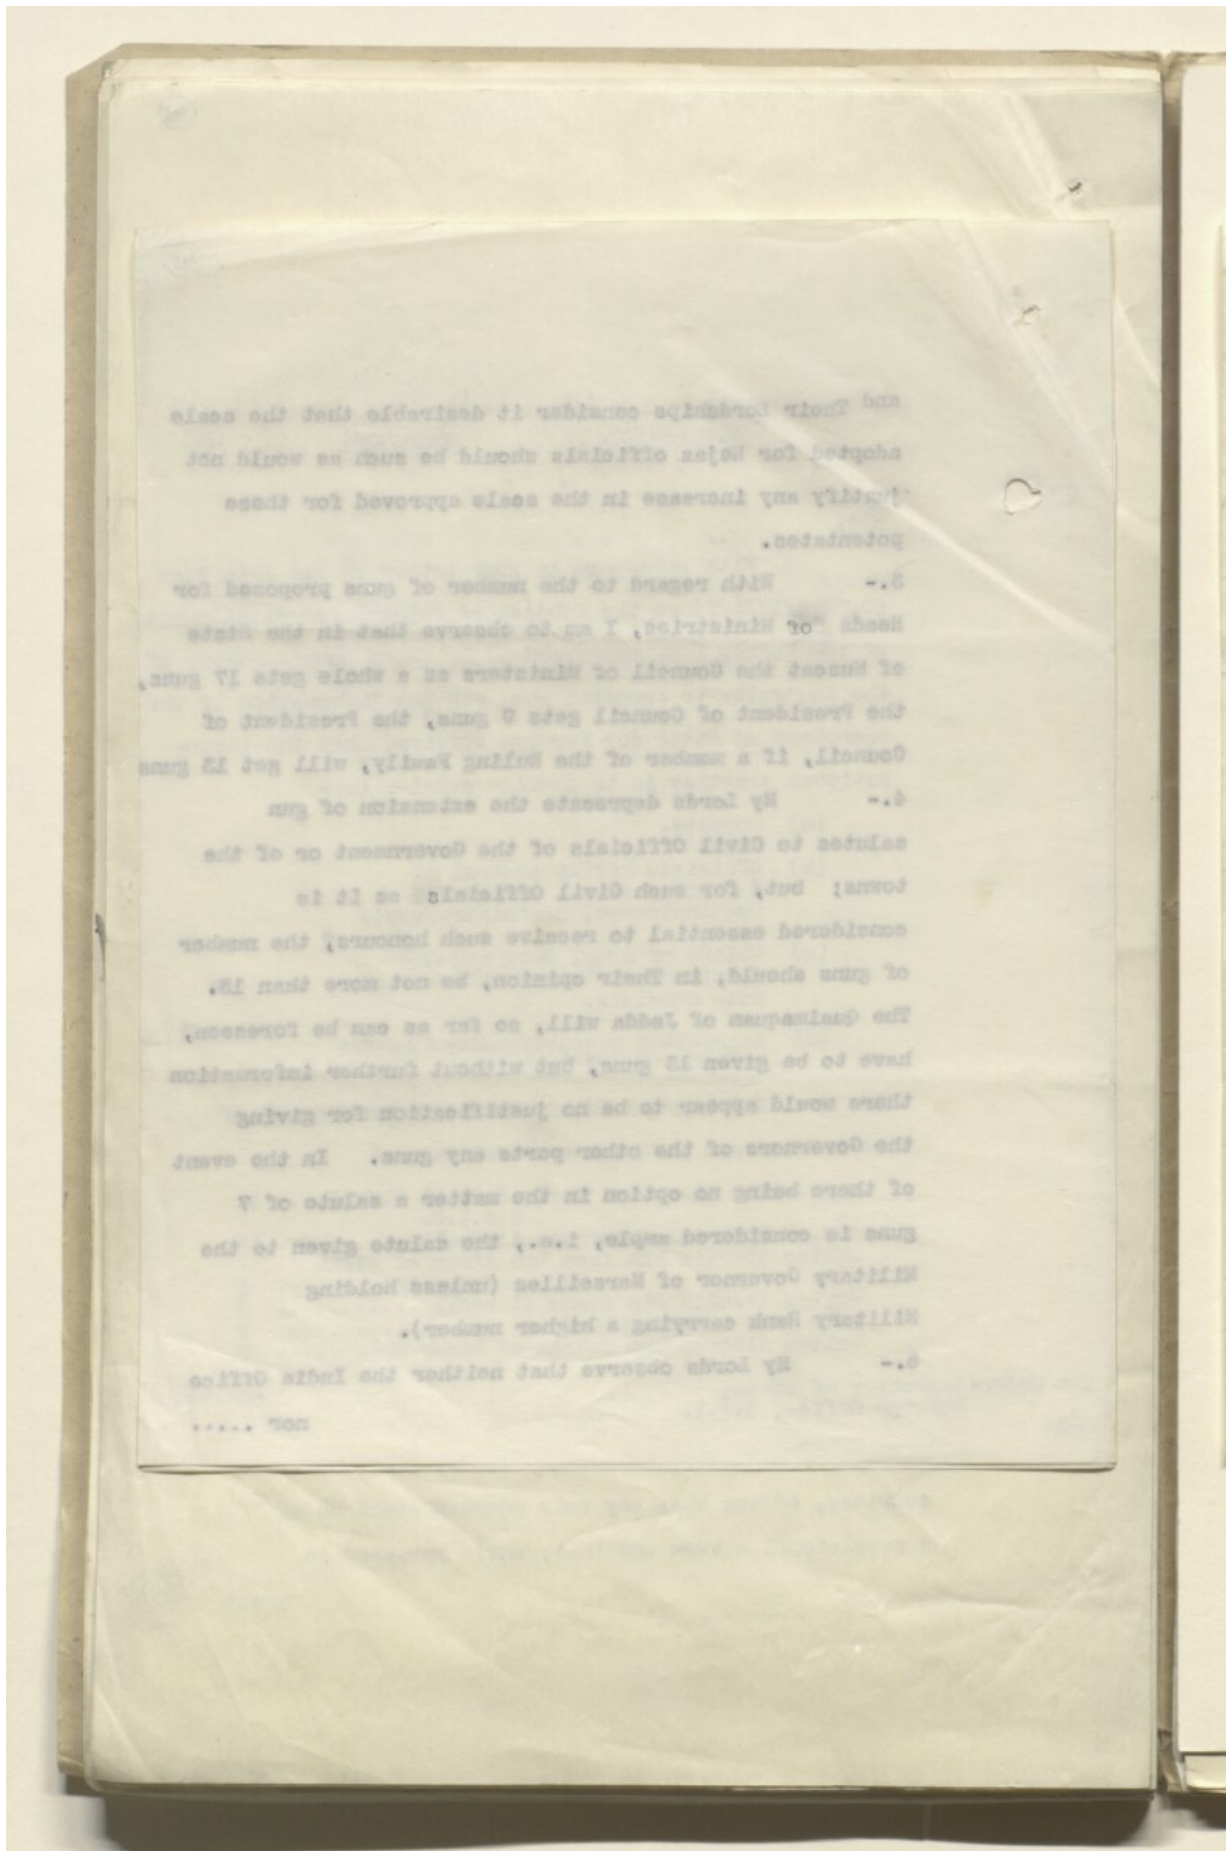 and Their Lordships consider it desirable that the scale
adopted for Hejaz officials should be such as would not
justify any increase in the scale approved for those
potentates.
3.- With regard to the number of guns proposed for
Heads of Ministries, I am to observe that in the State
of Muscat the Council of Ministers as a whole gets 17 guns,
the President of Council gets 9 guns, the President of
Council, if a member of the Ruling Family, will get 13 guns
4.- My Lords deprecate the extension of gun
salutes to Civil Officials of the Government or of the
towns; but, for such Civil Officials as it is
considered essential to receive such honours, the number
of guns should, in Their opinion, be not more than 13.
The Quaimaquam of Jedda will, so far as can be foreseen,
have to be given 13 guns, but without further information
there would appear to be no justification for giving
the Governors of the other ports any guns. In the event
of there being no option in the matter a salute of 7
guns is considered ample, i.e., the salute given to the
Military Governor of Marseilles (unless holding
Military Rank carrying a higher number).
5.- My Lords observe that neither the India Office
nor .....